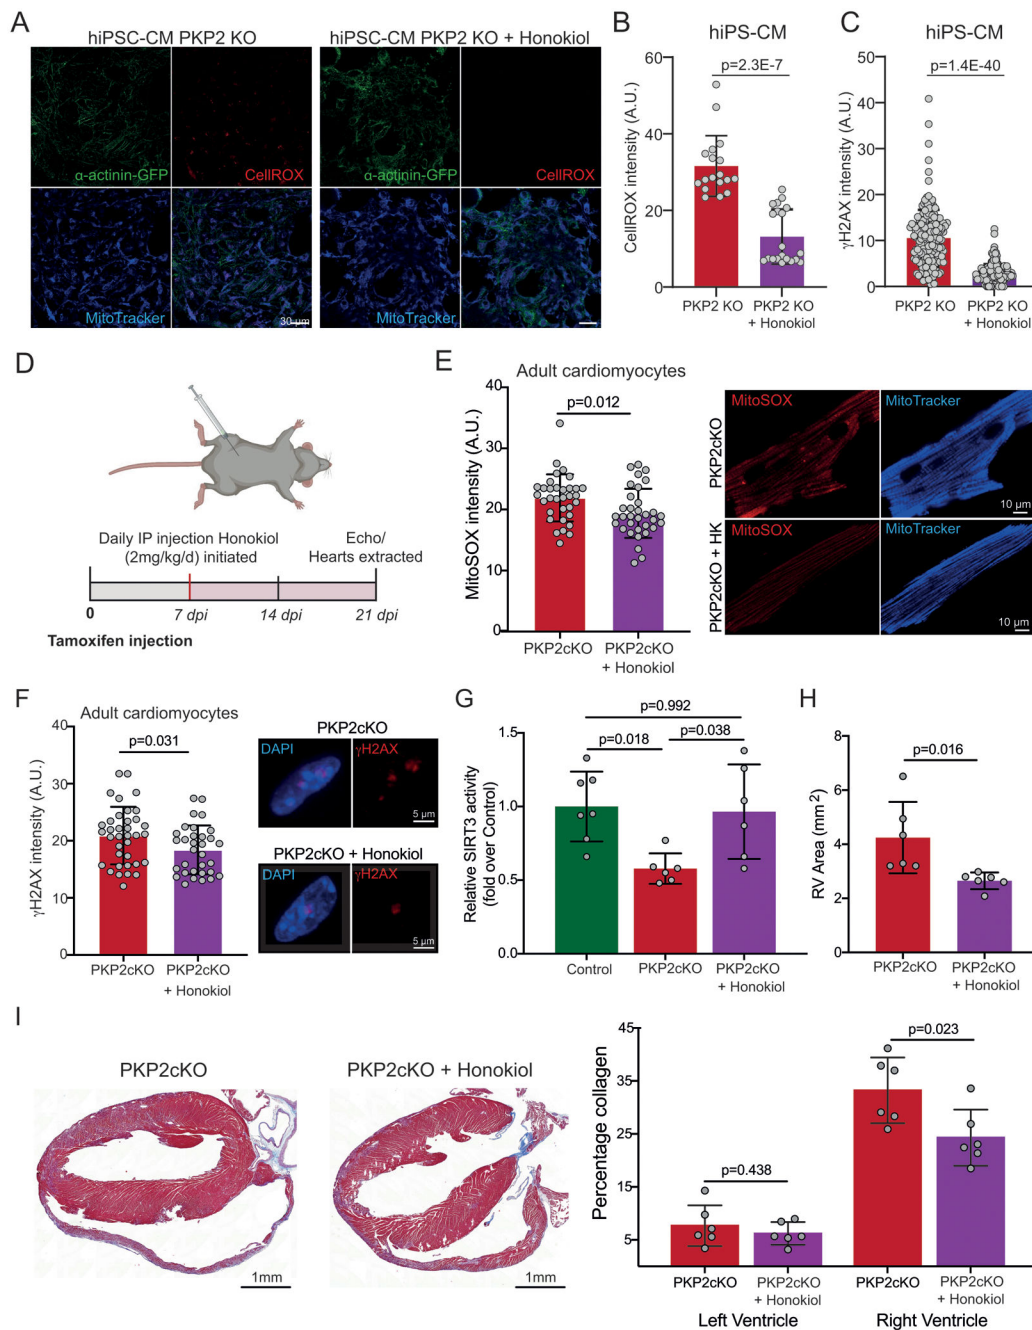 A
hiPSC-CM PKP2 KO
hiPSC-CM PKP2 KO + Honokiol
α-actinin-GFP
CellROX
α-actinin-GFP
CellROX
MitoTracker
30 µm
MitoTracker
B
hiPS-CM
p=2.3E-7
CellROX intensity (A.U.)
60
40
20
0
PKP2 KO
PKP2 KO
+ Honokiol
C
hiPS-CM
p=1.4E-40
γH2AX intensity (A.U.)
50
40
30
20
10
0
PKP2 KO
PKP2 KO
+ Honokiol
D
Daily IP injection Honokiol
(2mg/kg/d) initiated
Echo/
Hearts extracted
0
7 dpi
14 dpi
21 dpi
Tamoxifen injection
E
Adult cardiomyocytes
p=0.012
MitoSOX intensity (A.U.)
40
30
20
10
0
PKP2cKO
PKP2cKO
+ Honokiol
PKP2cKO
MitoSOX
MitoTracker
10 µm
PKP2cKO + HK
MitoSOX
MitoTracker
10 µm
F
Adult cardiomyocytes
p=0.031
γH2AX intensity (A.U.)
40
30
20
10
0
PKP2cKO
PKP2cKO
+ Honokiol
PKP2cKO
DAPI
γH2AX
5 µm
PKP2cKO + Honokiol
DAPI
γH2AX
5 µm
G
p=0.992
p=0.018
p=0.038
Relative SIRT3 activity
(fold over Control)
1.5
1.0
0.5
0.0
Control
PKP2cKO
PKP2cKO
+ Honokiol
H
p=0.016
RV Area (mm²)
8
6
4
2
0
PKP2cKO
PKP2cKO
+ Honokiol
I
PKP2cKO
PKP2cKO + Honokiol
1mm
1mm
Percentage collagen
45
35
25
15
5
p=0.438
p=0.023
PKP2cKO
PKP2cKO
+ Honokiol
PKP2cKO
PKP2cKO
+ Honokiol
Left Ventricle
Right Ventricle